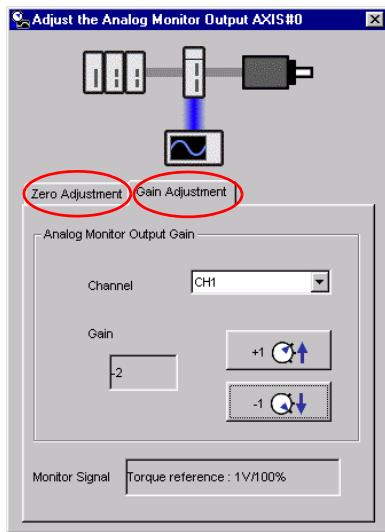 Adjust the Analog Monitor Output AXIS#0
Zero Adjustment
Gain Adjustment
Analog Monitor Output Gain
Channel
CH1
Gain
-2
+1
-1
Monitor Signal
Torque reference : 1V/100%